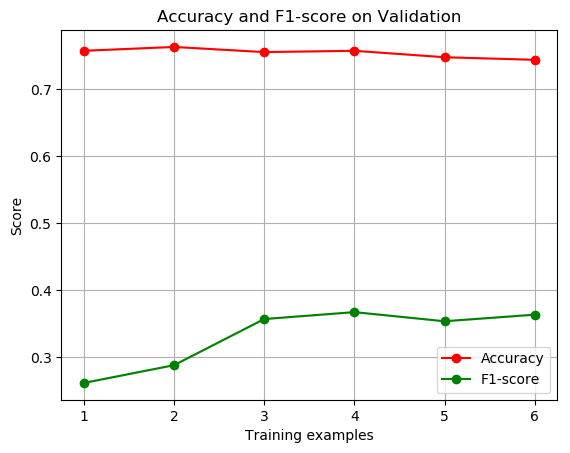 Accuracy and F1-score on Validation
Score
0.7
0.6
0.5
0.4
0.3
Accuracy
F1-score
1 2 3 4 5 6
Training examples